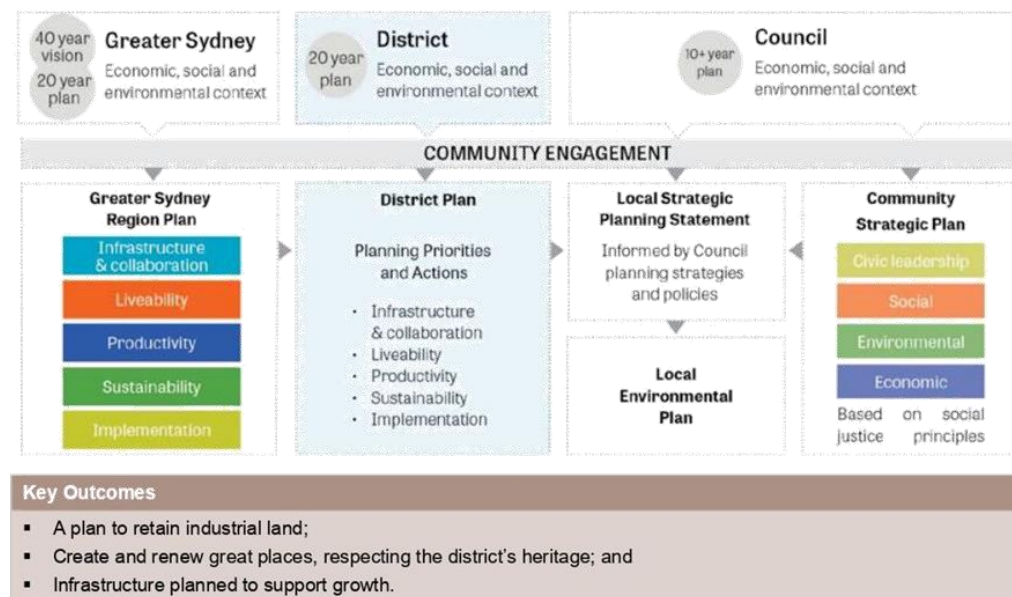 40 year
vision
20 year
plan
Greater Sydney
Economic, social and
environmental context
20 year
plan
District
Economic, social and
environmental context
10+ year
plan
Council
Economic, social and
environmental context
COMMUNITY ENGAGEMENT
Greater Sydney
Region Plan
Infrastructure
& collaboration
Liveability
Productivity
Sustainability
Implementation
District Plan
Planning Priorities
and Actions
• Infrastructure
& collaboration
• Liveability
• Productivity
• Sustainability
• Implementation
Local Strategic
Planning Statement
Informed by Council
planning strategies
and policies
Local
Environmental
Plan
Community
Strategic Plan
Civic leadership
Social
Environmental
Economic
Based on social
justice principles
Key Outcomes
▪ A plan to retain industrial land;
▪ Create and renew great places, respecting the district's heritage; and
▪ Infrastructure planned to support growth.